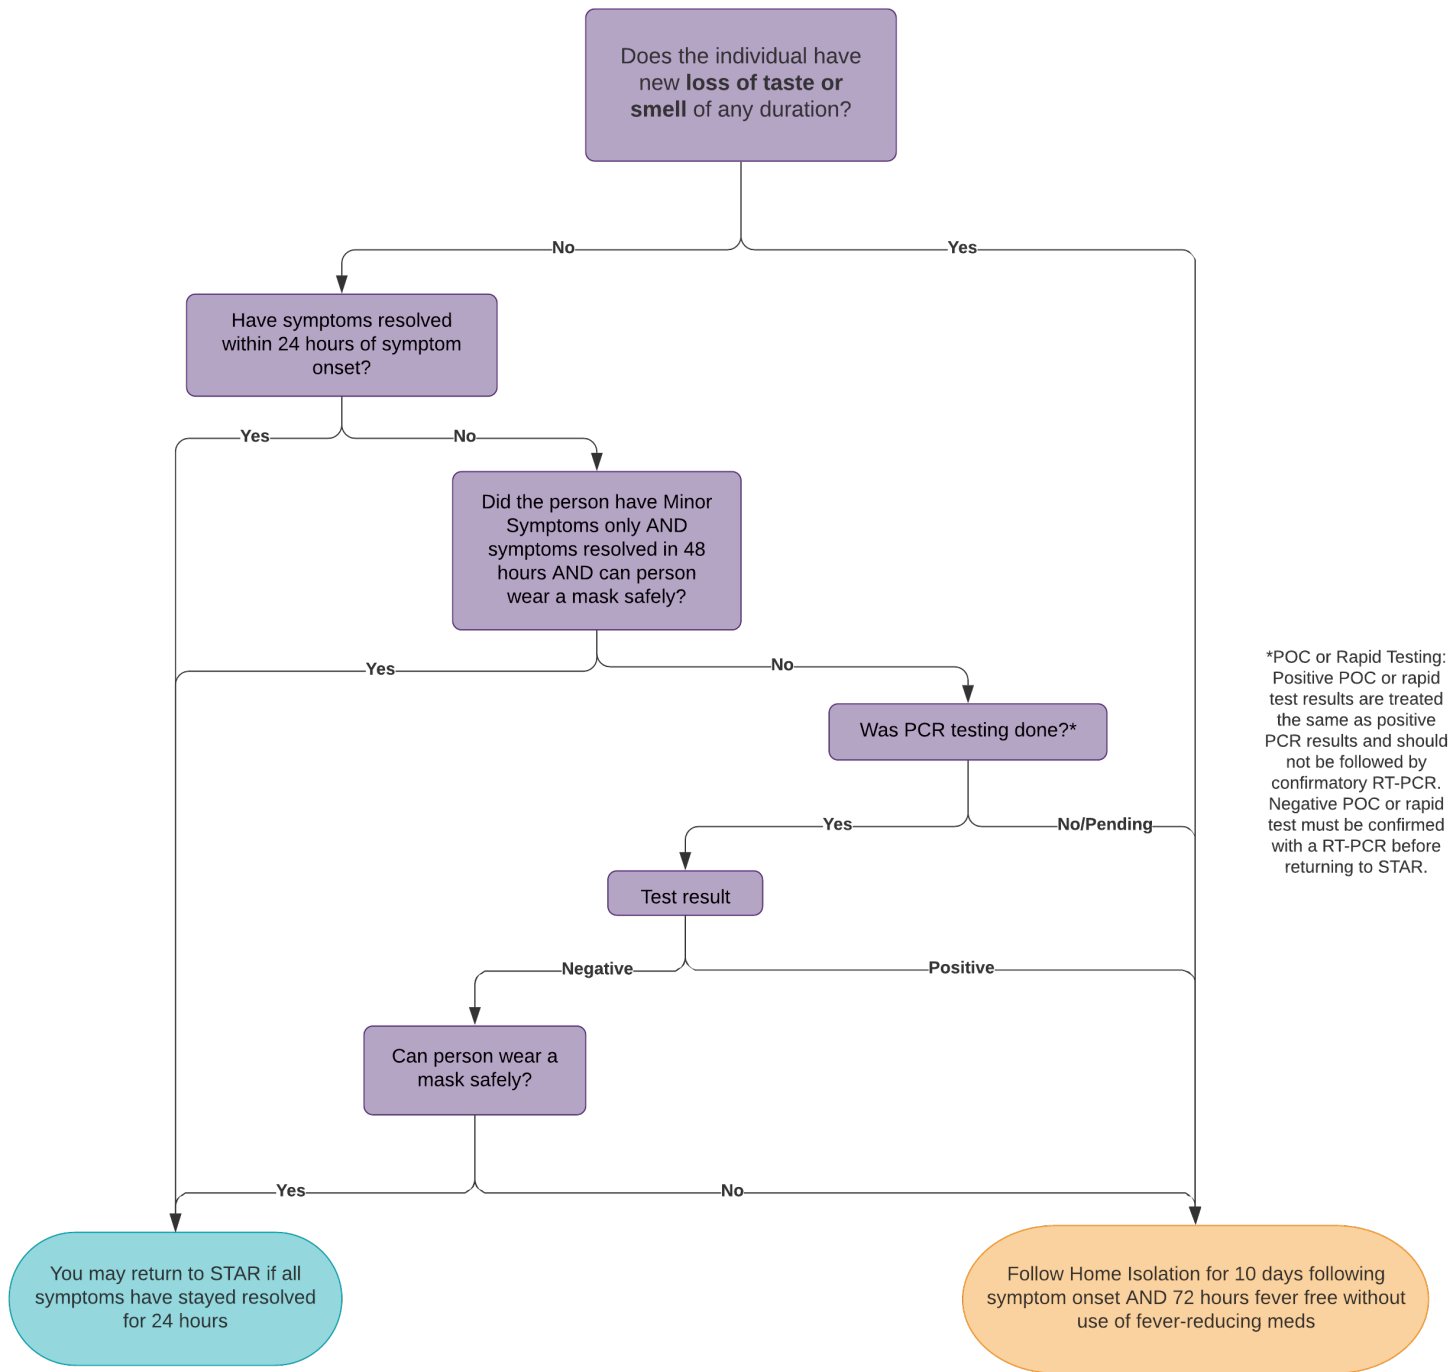 Does the individual have
new loss of taste or
smell of any duration?
No
Yes
Have symptoms resolved
within 24 hours of symptom
onset?
Yes
No
Did the person have Minor
Symptoms only AND
symptoms resolved in 48
hours AND can person
wear a mask safely?
Yes
No
*POC or Rapid Testing:
Positive POC or rapid
test results are treated
the same as positive
PCR results and should
not be followed by
confirmatory RT-PCR.
Negative POC or rapid
test must be confirmed
with a RT-PCR before
returning to STAR.
Was PCR testing done?*
Yes
No/Pending
Test result
Negative
Positive
Can person wear a
mask safely?
Yes
No
You may return to STAR if all
symptoms have stayed resolved
for 24 hours
Follow Home Isolation for 10 days following
symptom onset AND 72 hours fever free without
use of fever-reducing meds